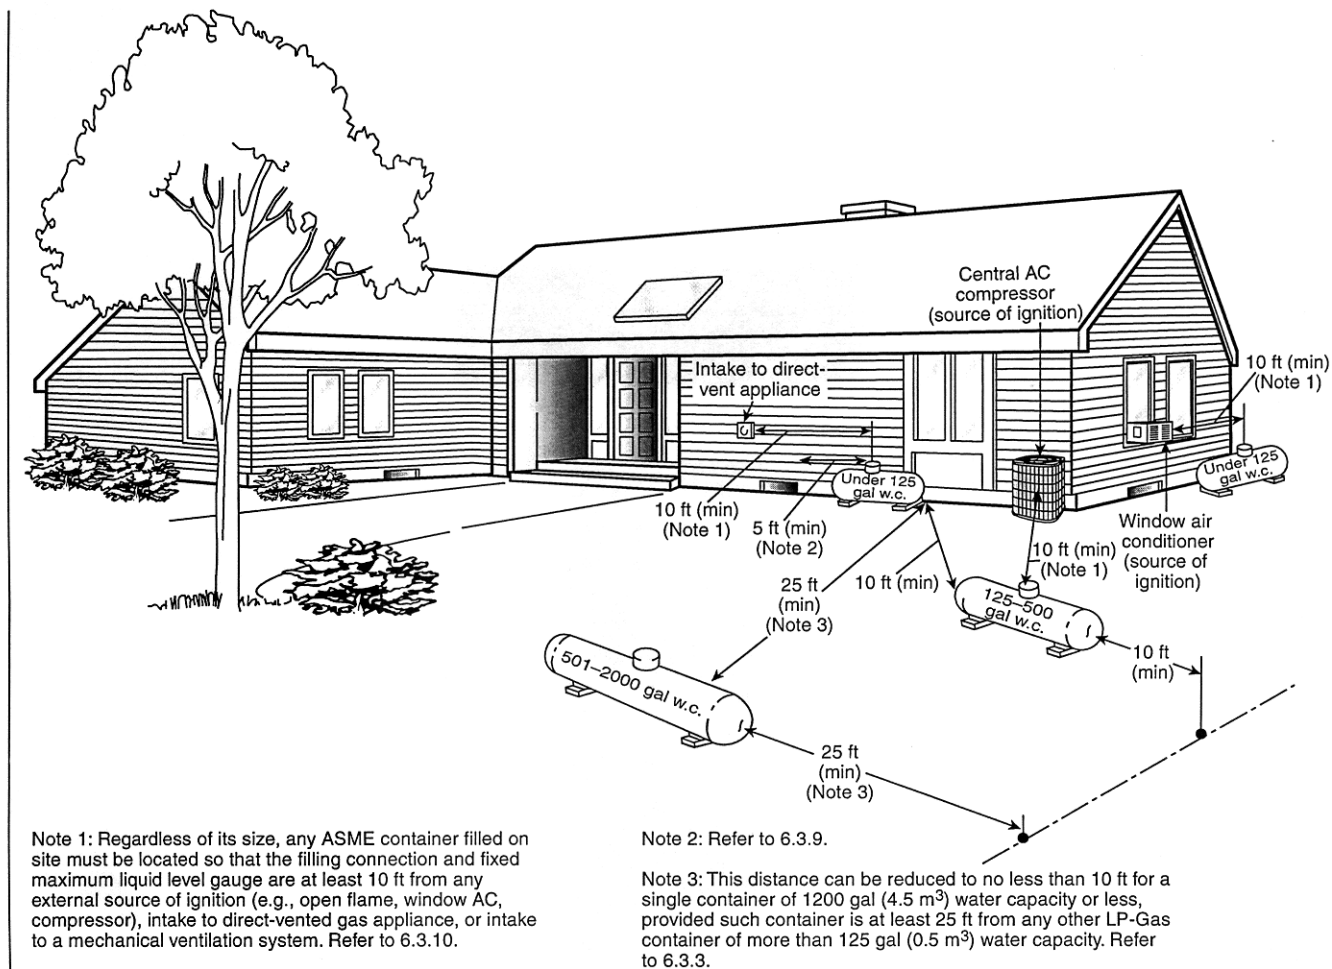 Central AC
compressor
(source of ignition)
10 ft (min)
(Note 1)
Intake to direct-
vent appliance
Under 125
gal w.c.
Under 125
gal w.c.
10 ft (min)
(Note 1)
5 ft (min)
(Note 2)
Window air
conditioner
(source of
ignition)
10 ft (min)
(Note 1)
25 ft
(min)
(Note 3)
10 ft (min)
125–500
gal w.c.
10 ft
(min)
501–2000 gal w.c.
25 ft
(min)
(Note 3)
Note 1: Regardless of its size, any ASME container filled on
site must be located so that the filling connection and fixed
maximum liquid level gauge are at least 10 ft from any
external source of ignition (e.g., open flame, window AC,
compressor), intake to direct-vented gas appliance, or intake
to a mechanical ventilation system. Refer to 6.3.10.
Note 2: Refer to 6.3.9.
Note 3: This distance can be reduced to no less than 10 ft for a
single container of 1200 gal (4.5 m³) water capacity or less,
provided such container is at least 25 ft from any other LP-Gas
container of more than 125 gal (0.5 m³) water capacity. Refer
to 6.3.3.